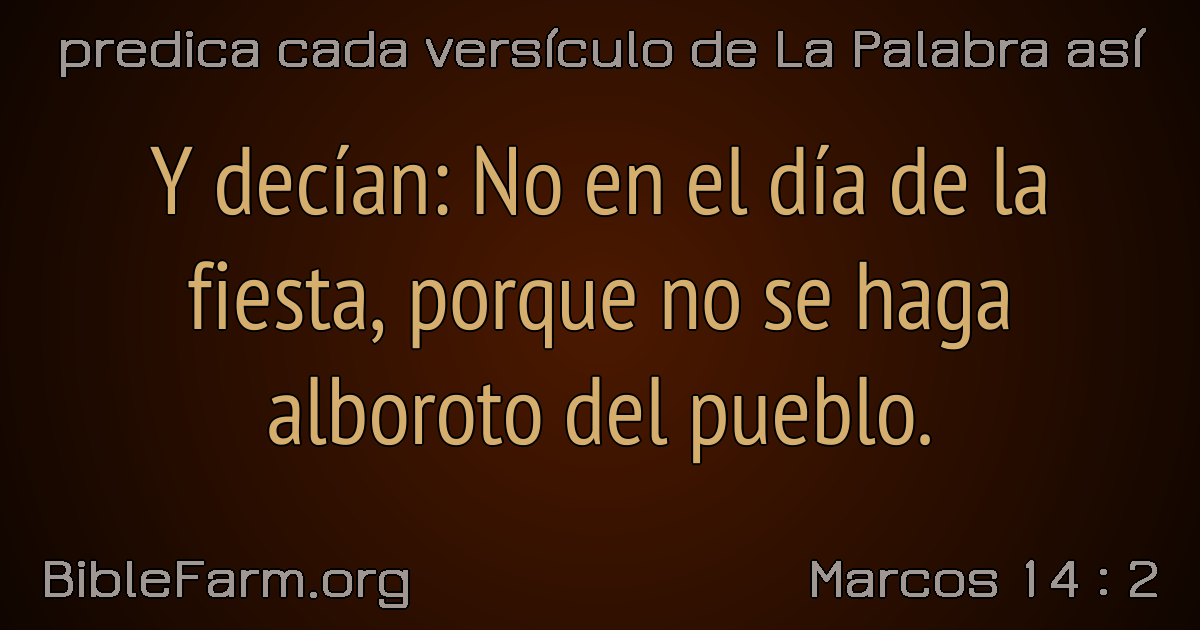 predica cada versículo de La Palabra así
Y decían: No en el día de la
fiesta, porque no se haga
alboroto del pueblo.
BibleFarm.org
Marcos 14 : 2